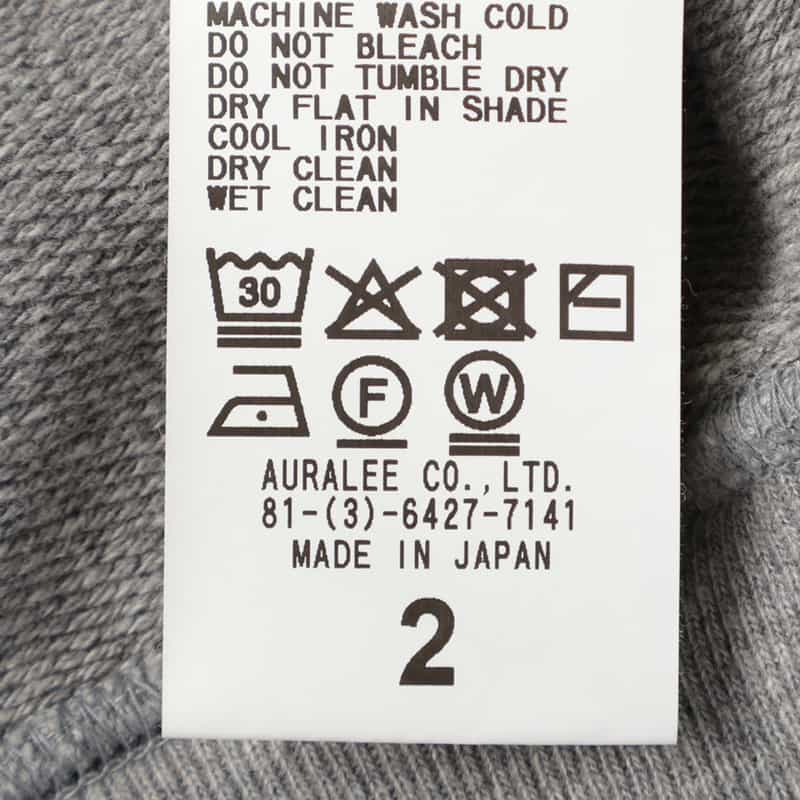 MACHINE WASH COLD
DO NOT BLEACH
DO NOT TUMBLE DRY
DRY FLAT IN SHADE
COOL IRON
DRY CLEAN
WET CLEAN
30
F W
AURALEE CO.,LTD.
81-(3)-6427-7141
MADE IN JAPAN
2